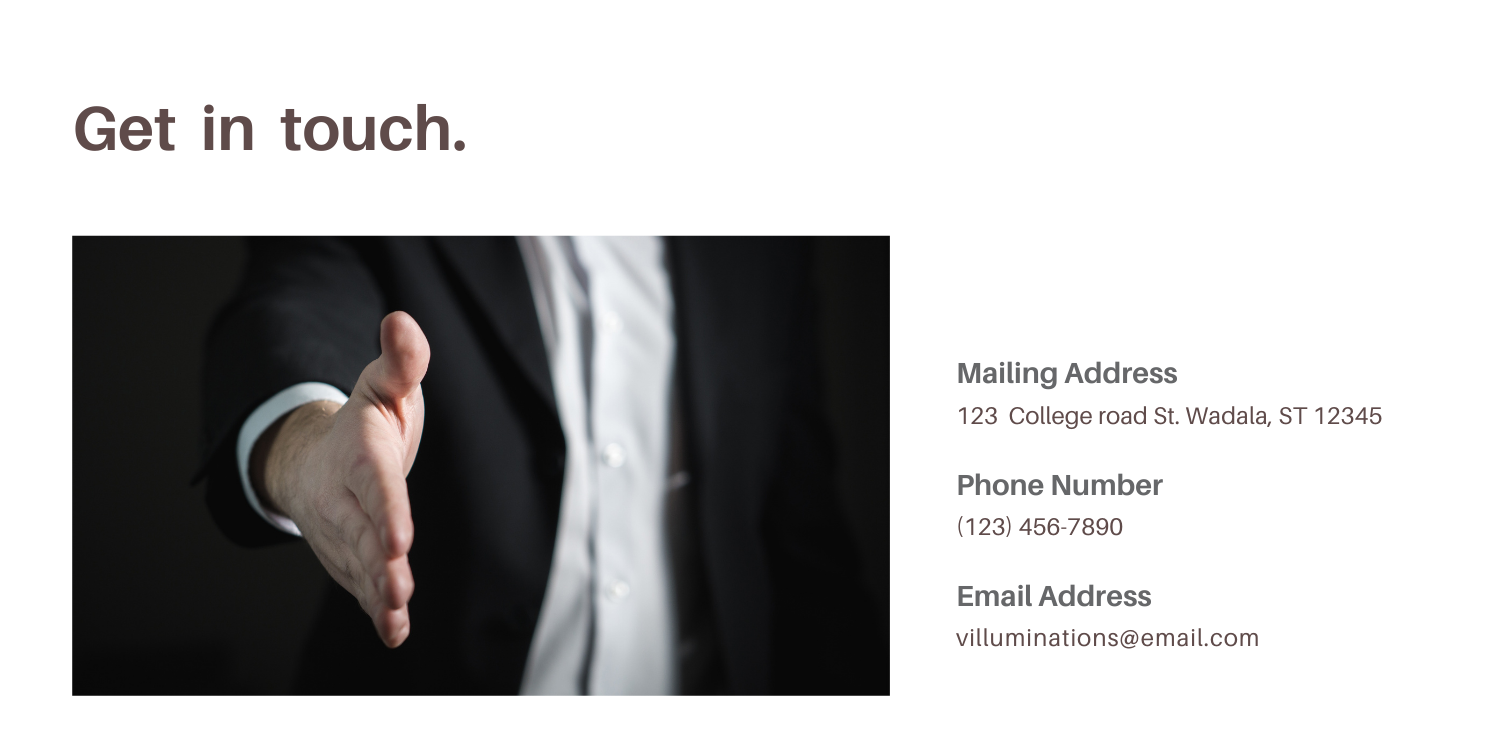 Get in touch.
Mailing Address
123 College road St. Wadala, ST 12345
Phone Number
(123) 456-7890
Email Address
villuminations@email.com